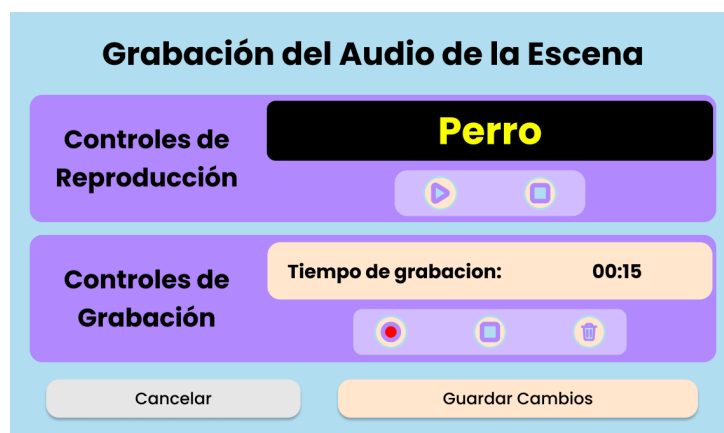 Grabación del Audio de la Escena
Controles de
Reproducción
Perro
Controles de
Grabación
Tiempo de grabacion: 00:15
Cancelar
Guardar Cambios